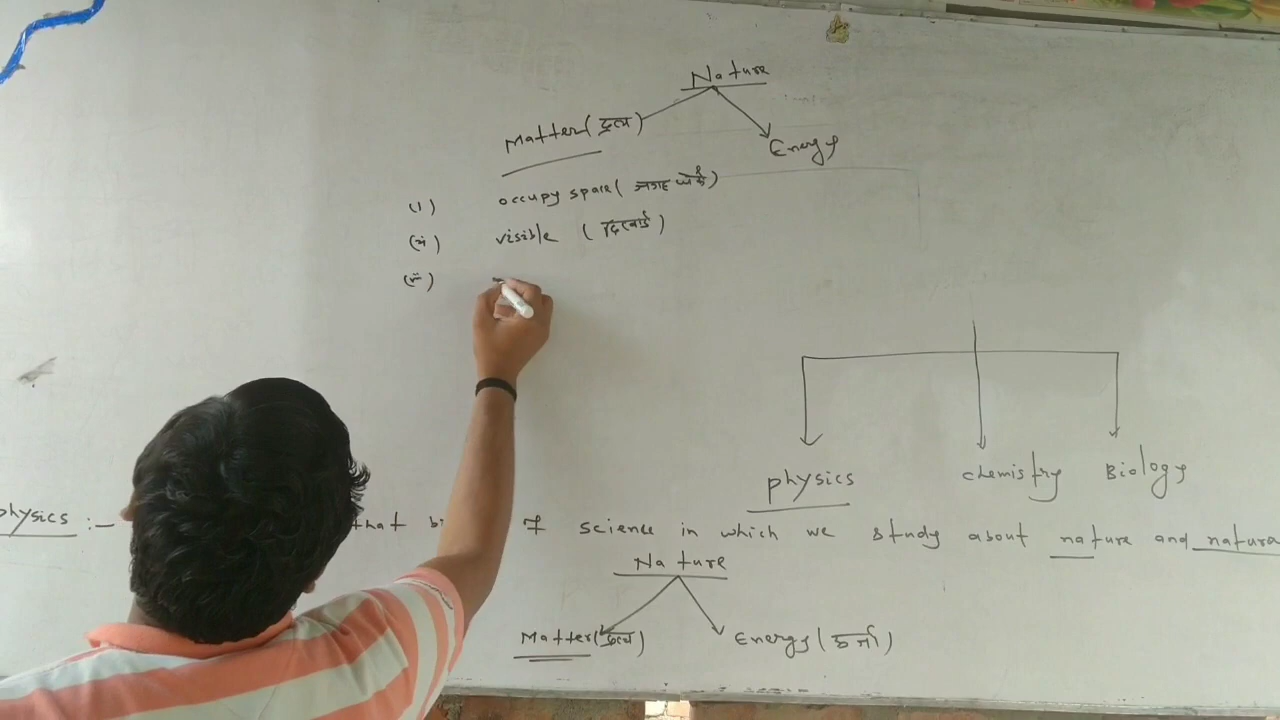 Nature
Matter (द्रव्य)
Energy
(i) occupy space (जगह घेरे)
(ii) visible (दिखाई)
(iii)
physics chemistry Biology
physics :- that science in which we study about nature and natura
Nature
Matter (द्रव्य) Energy (ऊर्जा)